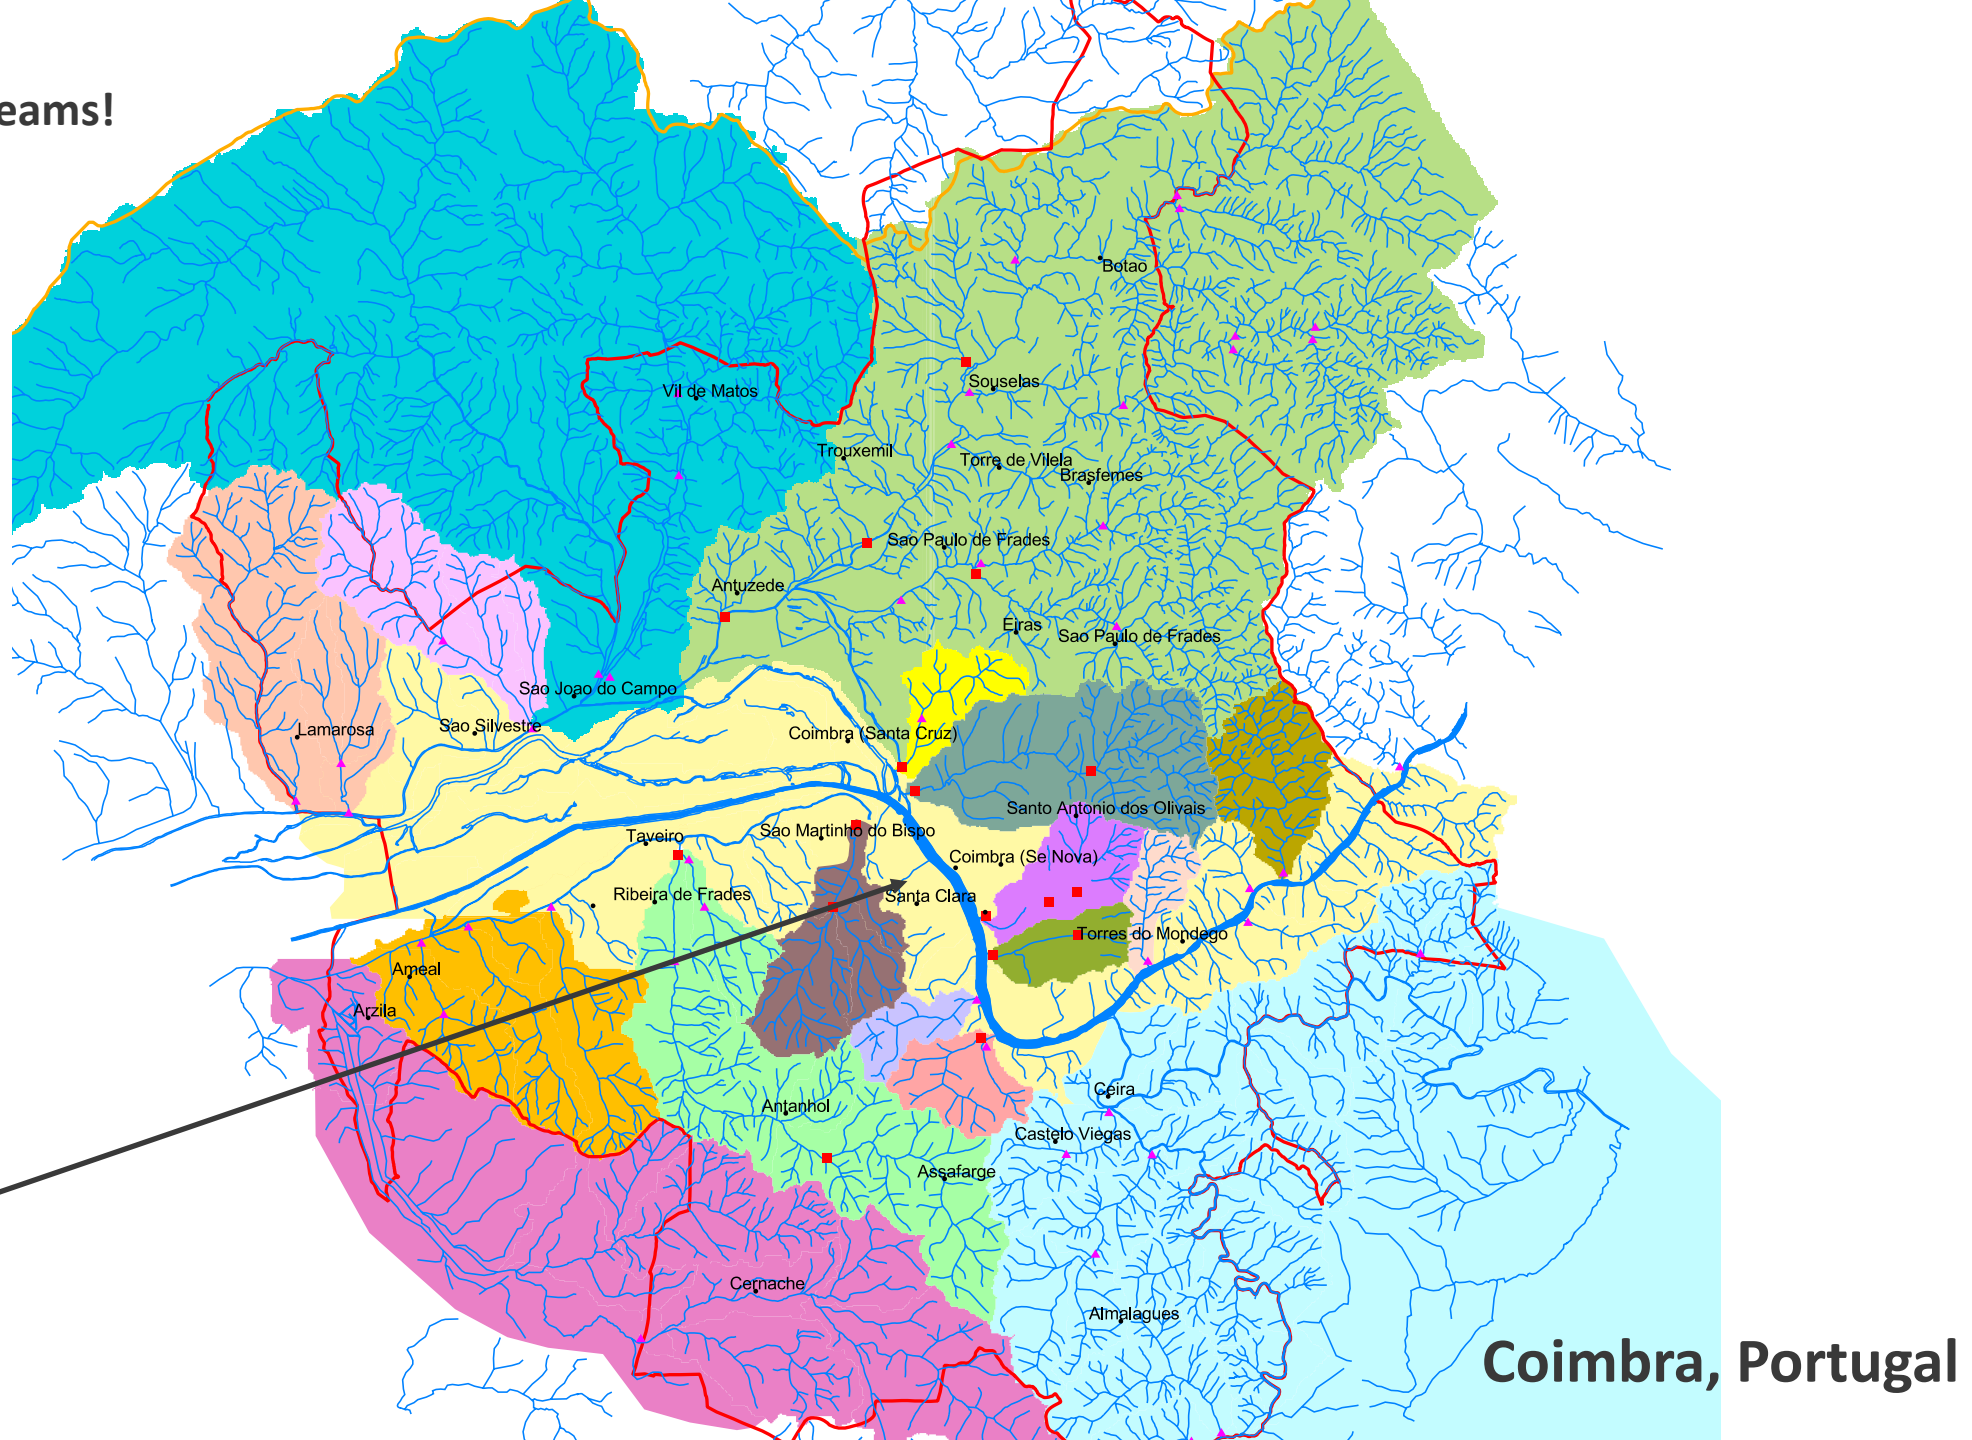 eams!
Botao
Souselas
Vil de Matos
Trouxemil
Torre de Vilela
Brasfemes
Sao Paulo de Frades
Antuzede
Eiras
Sao Paulo de Frades
Sao Joao do Campo
Sao Silvestre
Lamarosa
Coimbra (Santa Cruz)
Santo Antonio dos Olivais
Taveiro
Sao Martinho do Bispo
Coimbra (Se Nova)
Ribeira de Frades
Santa Clara
Torres do Mondego
Ameal
Arzila
Ceira
Antanhol
Castelo Viegas
Assafarge
Cernache
Almalagues
Coimbra, Portugal